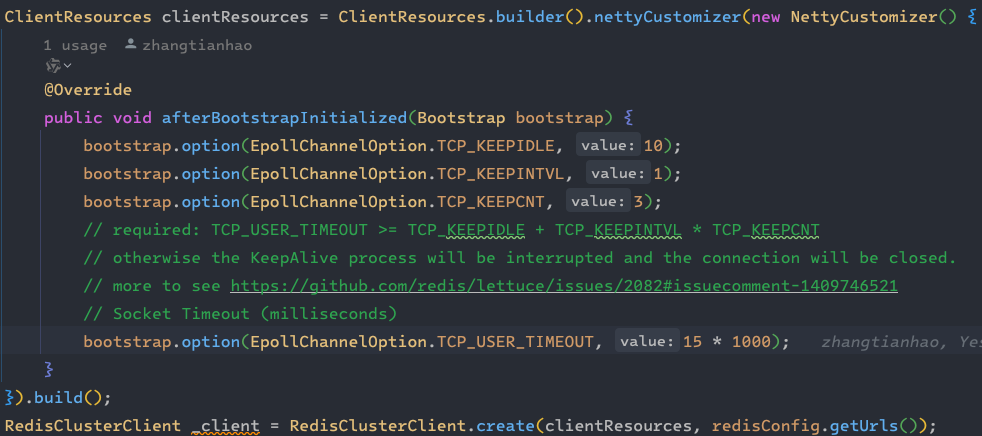 ClientResources clientResources = ClientResources.builder().nettyCustomizer(new NettyCustomizer() {
1 usage zhangtianhao
@Override
public void afterBootstrapInitialized(Bootstrap bootstrap) {
bootstrap.option(EpollChannelOption.TCP_KEEPIDLE, value: 10);
bootstrap.option(EpollChannelOption.TCP_KEEPINTVL, value: 1);
bootstrap.option(EpollChannelOption.TCP_KEEPCNT, value: 3);
// required: TCP_USER_TIMEOUT >= TCP_KEEPIDLE + TCP_KEEPINTVL * TCP_KEEPCNT
// otherwise the KeepAlive process will be interrupted and the connection will be closed.
// more to see https://github.com/redis/lettuce/issues/2082#issuecomment-1409746521
// Socket Timeout (milliseconds)
bootstrap.option(EpollChannelOption.TCP_USER_TIMEOUT, value: 15 * 1000); zhangtianhao, Yes
}
}).build();
RedisClusterClient _client = RedisClusterClient.create(clientResources, redisConfig.getUrls());